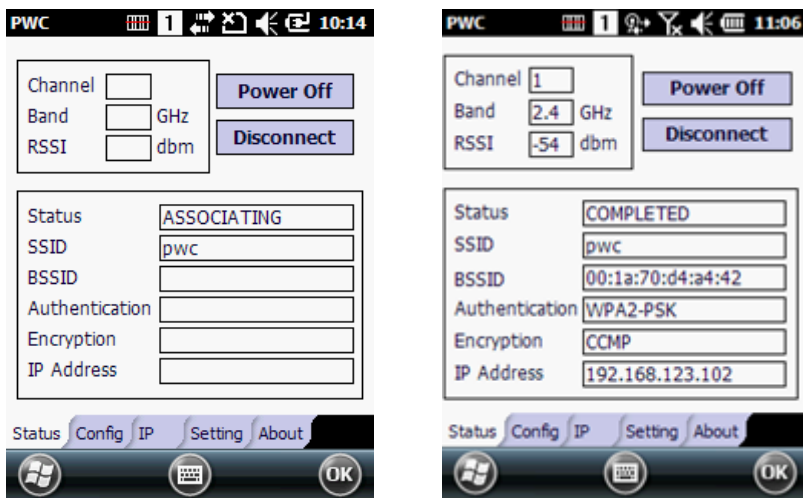 PWC 1 10:14
Channel
Power Off
Band GHz
Disconnect
RSSI dbm
Status ASSOCIATING
SSID pwc
BSSID
Authentication
Encryption
IP Address
Status Config IP Setting About
OK
PWC 1 11:06
Channel 1
Power Off
Band 2.4 GHz
Disconnect
RSSI -54 dbm
Status COMPLETED
SSID pwc
BSSID 00:1a:70:d4:a4:42
Authentication WPA2-PSK
Encryption CCMP
IP Address 192.168.123.102
Status Config IP Setting About
OK